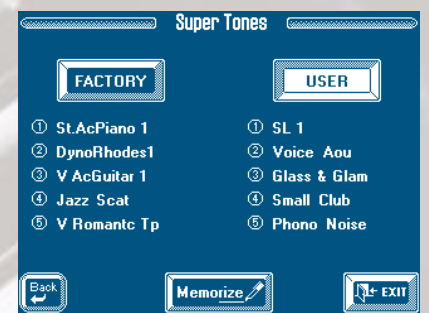 Super Tones
FACTORY USER
① St.AcPiano 1 ① SL 1
② DynoRhodes1 ② Voice Aou
③ V AcGuitar 1 ③ Glass & Glam
④ Jazz Scat ④ Small Club
⑤ V Romantc Tp ⑤ Phono Noise
Back Memorize EXIT